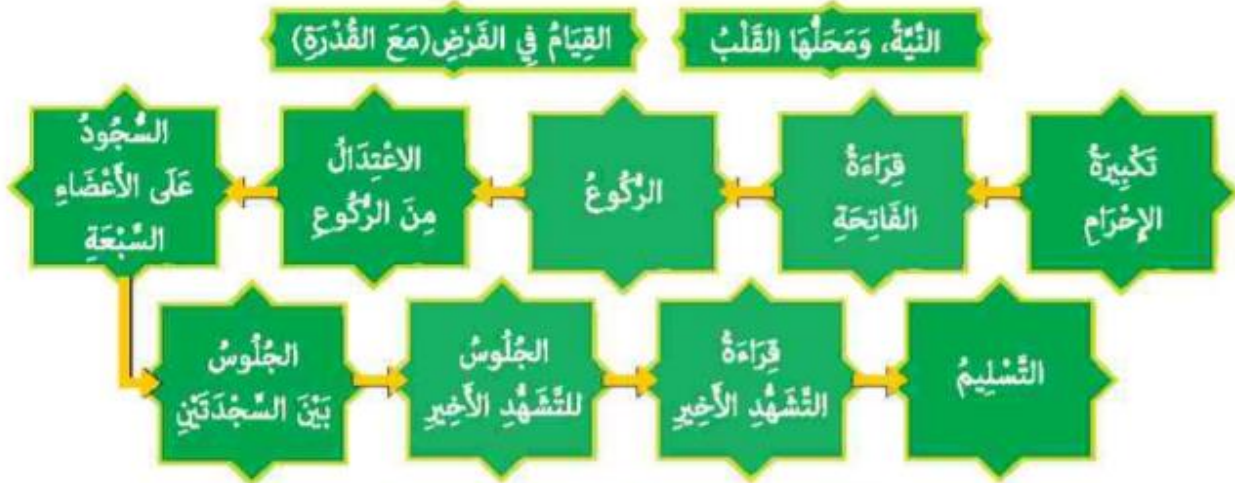 النِّيَّةُ، وَمَحَلُّهَا القَلْبُ
القِيَامُ فِي الفَرْضِ(مَعَ القُدْرَةِ)
تَكْبِيرَةُ
الإِحْرَامِ
قِرَاءَةُ
الفَاتِحَةِ
الرُّكُوعُ
الاعْتِدَالُ
مِنَ الرُّكُوعِ
السُّجُودُ
عَلَى الأَعْضَاءِ
السَّبْعَةِ
الجُلُوسُ
بَيْنَ السَّجْدَتَيْنِ
الجُلُوسُ
للتَّشَهُّدِ الأَخِيرِ
قِرَاءَةُ
التَّشَهُّدِ الأَخِيرِ
التَّسْلِيمُ